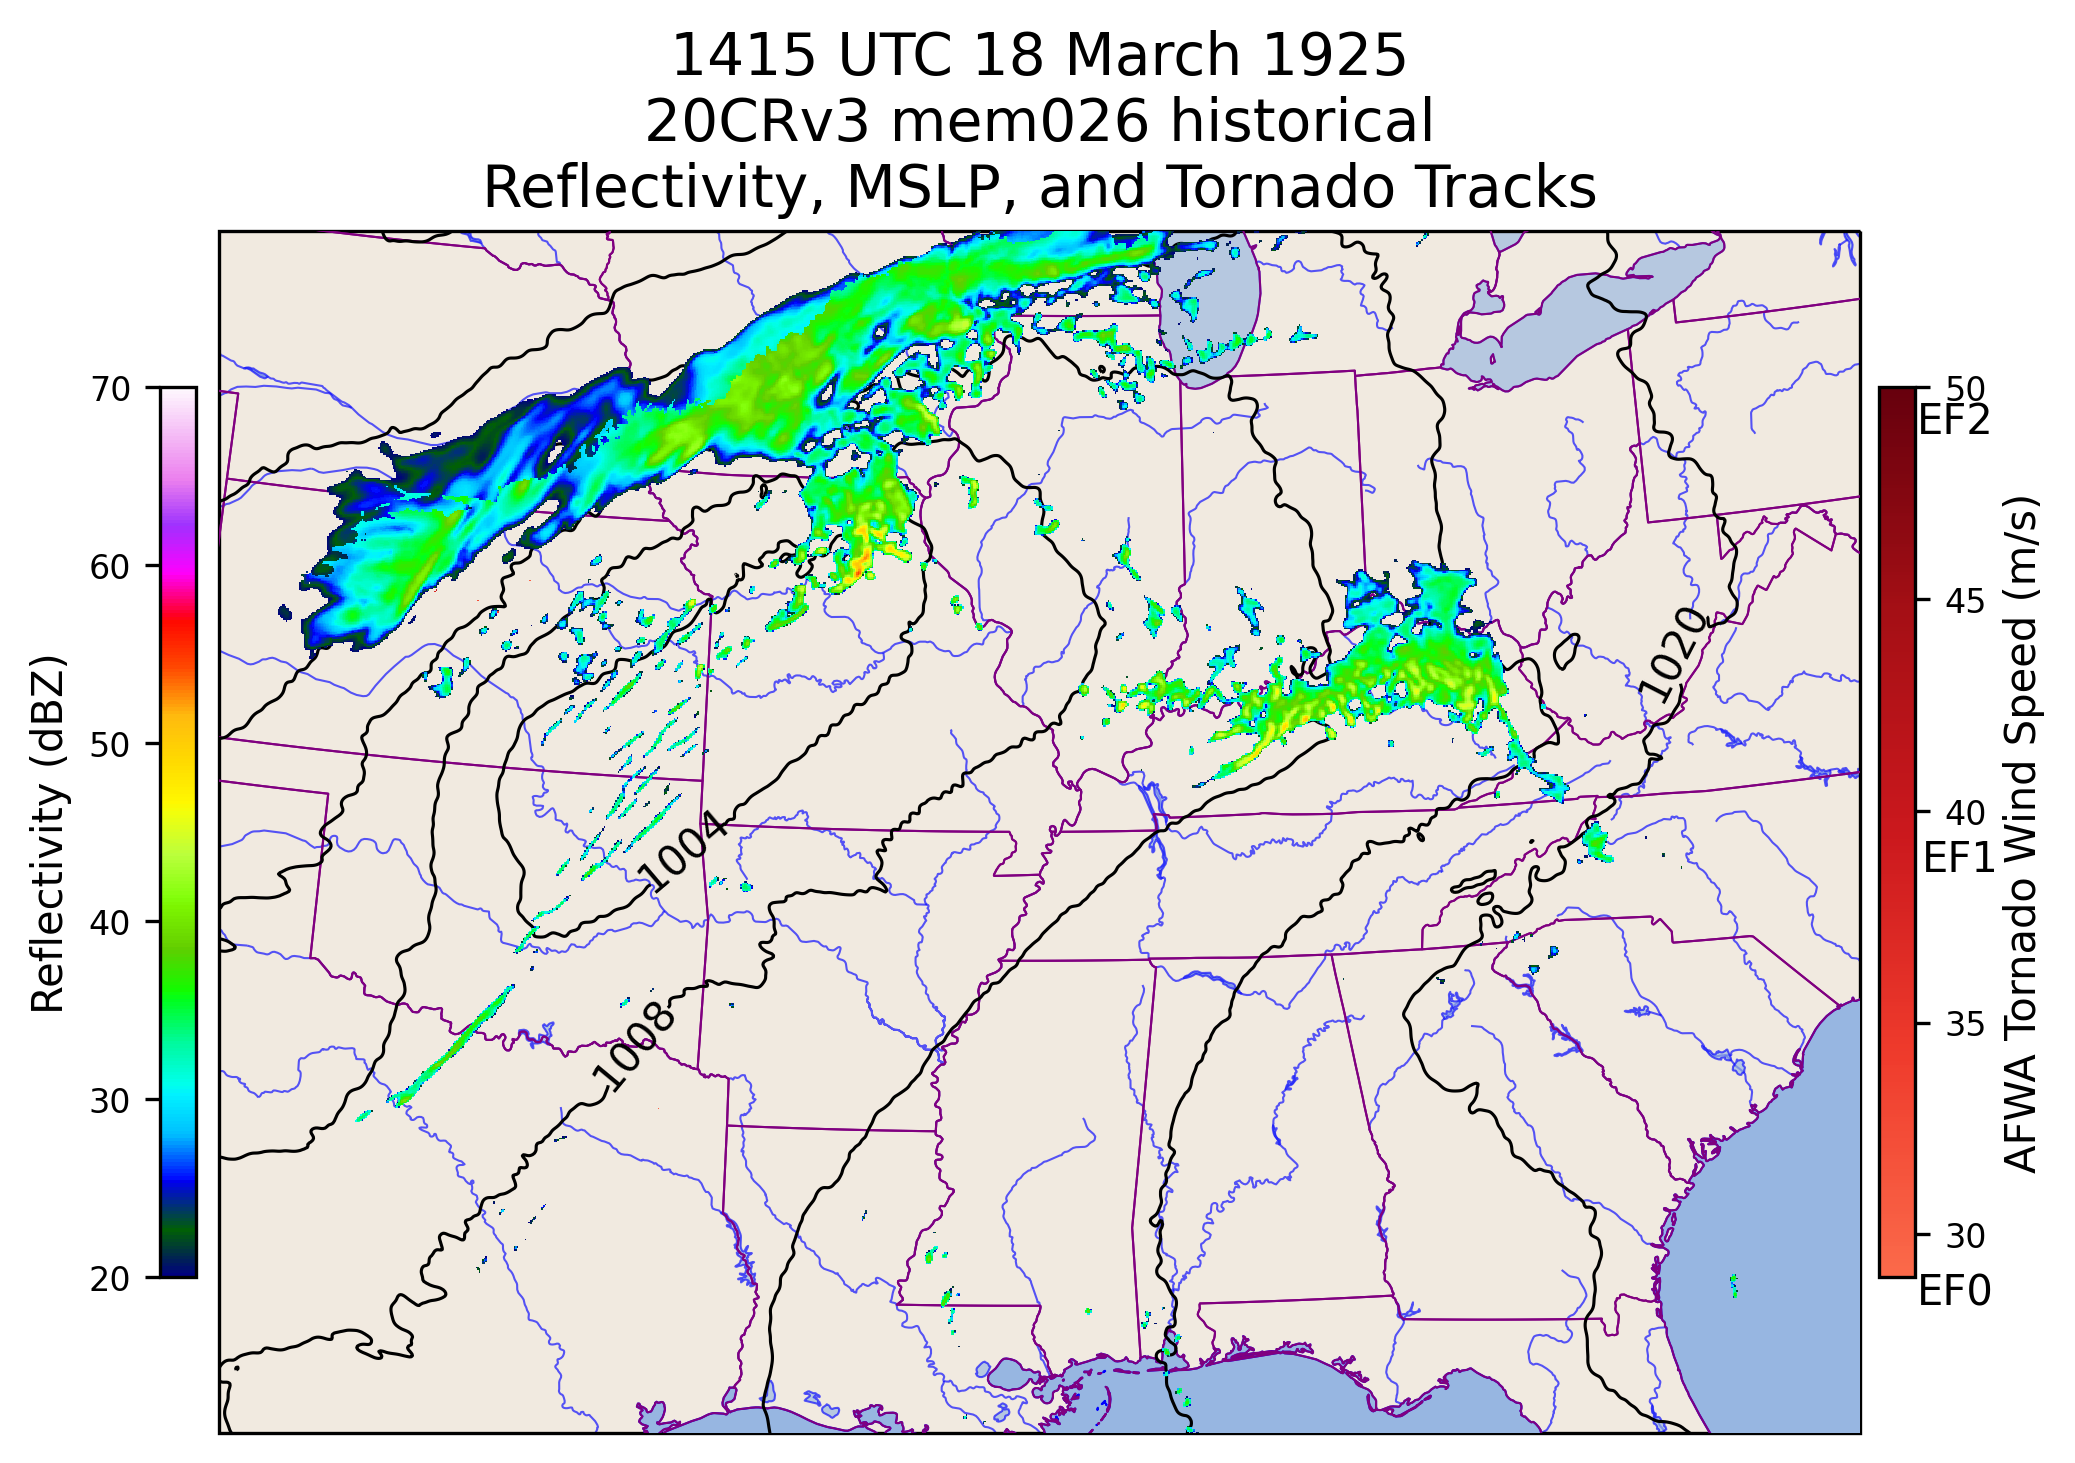 1415 UTC 18 March 1925
20CRv3 mem026 historical
Reflectivity, MSLP, and Tornado Tracks
Reflectivity (dBZ)
70
60
50
40
30
20
1004
1008
1020
50
EF2
45
40
EF1
35
30
EF0
AFWA Tornado Wind Speed (m/s)